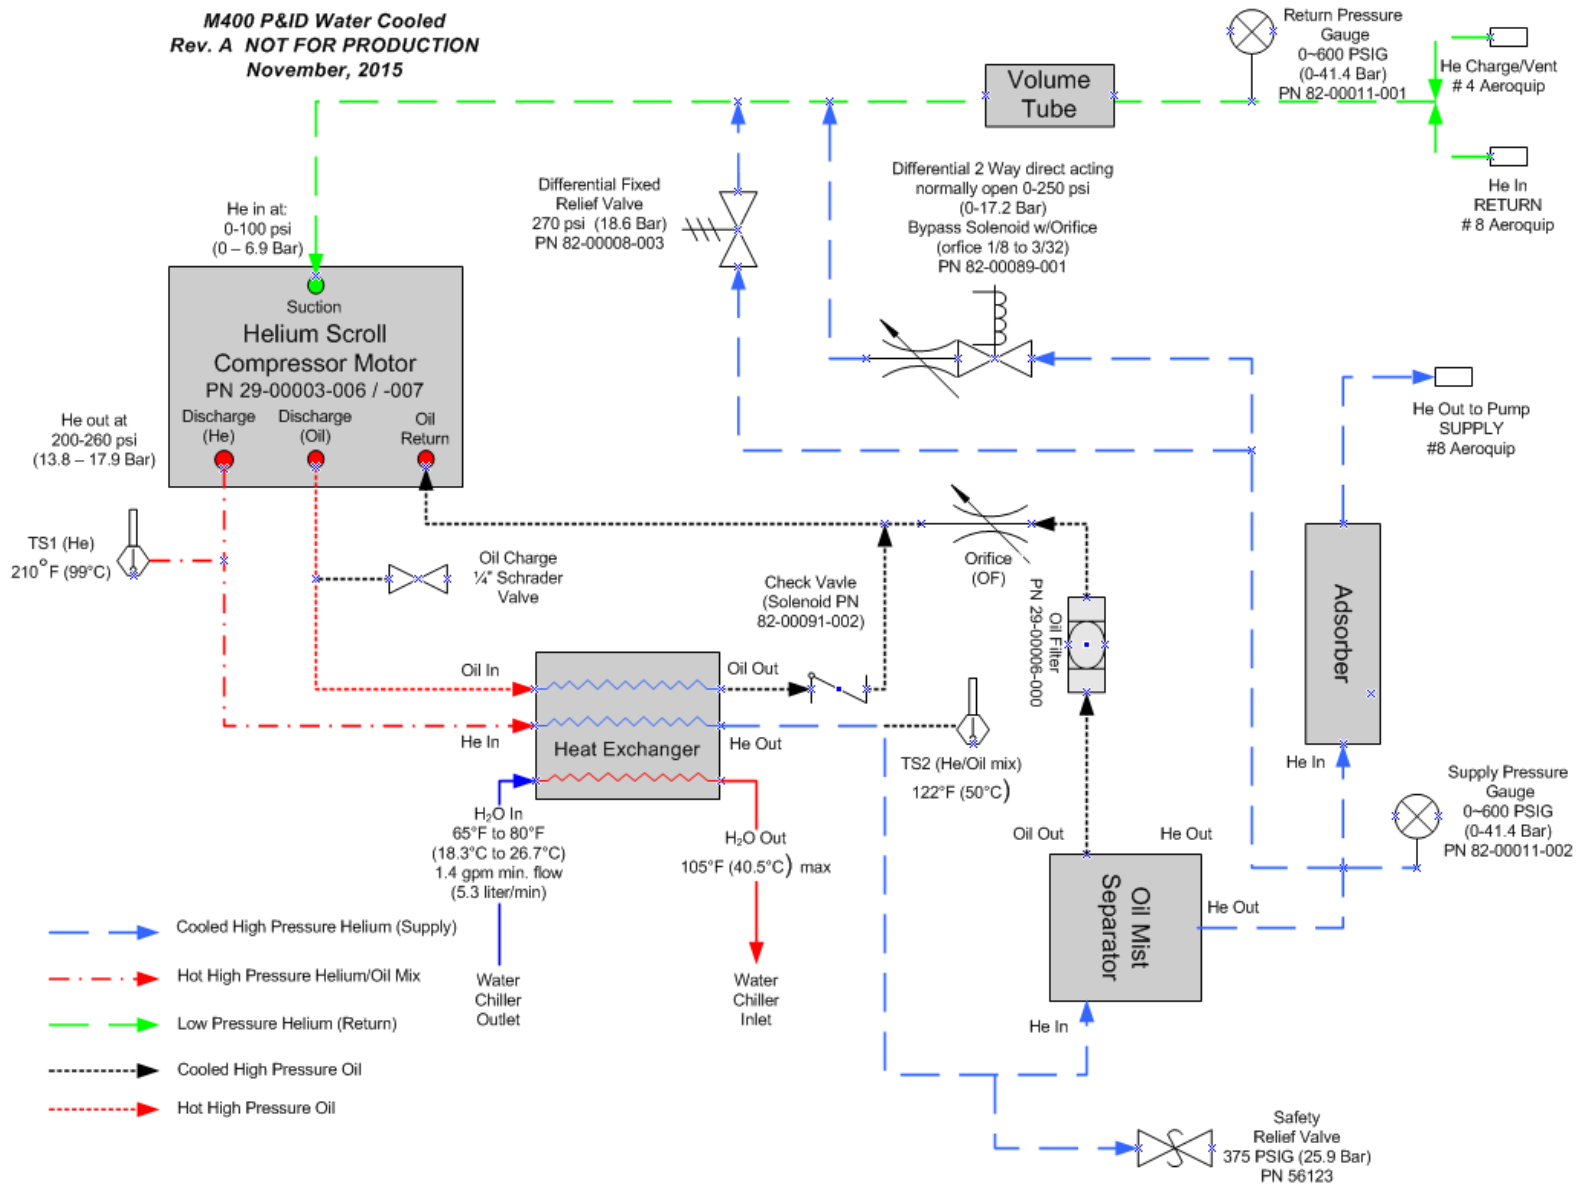 M400 P&ID Water Cooled
Rev. A NOT FOR PRODUCTION
November, 2015
Return Pressure
Gauge
0~600 PSIG
(0-41.4 Bar)
PN 82-00011-001
He Charge/Vent
# 4 Aeroquip
Volume
Tube
He In
RETURN
# 8 Aeroquip
Differential Fixed
Relief Valve
270 psi (18.6 Bar)
PN 82-00008-003
Differential 2 Way direct acting
normally open 0-250 psi
(0-17.2 Bar)
Bypass Solenoid w/Orifice
(orfice 1/8 to 3/32)
PN 82-00089-001
He in at:
0-100 psi
(0 – 6.9 Bar)
Suction
Helium Scroll
Compressor Motor
PN 29-00003-006 / -007
Discharge
(He)
Discharge
(Oil)
Oil
Return
He out at
200-260 psi
(13.8 – 17.9 Bar)
He Out to Pump
SUPPLY
#8 Aeroquip
TS1 (He)
210°F (99°C)
Oil Charge
¼" Schrader
Valve
Check Vavle
(Solenoid PN
82-00091-002)
Orifice
(OF)
Oil Filter
PN 29-00006-000
Adsorber
Oil In
Oil Out
He In
He Out
Heat Exchanger
TS2 (He/Oil mix)
122°F (50°C)
He In
Supply Pressure
Gauge
0~600 PSIG
(0-41.4 Bar)
PN 82-00011-002
H₂O In
65°F to 80°F
(18.3°C to 26.7°C)
1.4 gpm min. flow
(5.3 liter/min)
H₂O Out
105°F (40.5°C) max
Oil Out
He Out
Oil Mist
Separator
He Out
He In
Water
Chiller
Outlet
Water
Chiller
Inlet
Cooled High Pressure Helium (Supply)
Hot High Pressure Helium/Oil Mix
Low Pressure Helium (Return)
Cooled High Pressure Oil
Hot High Pressure Oil
Safety
Relief Valve
375 PSIG (25.9 Bar)
PN 56123